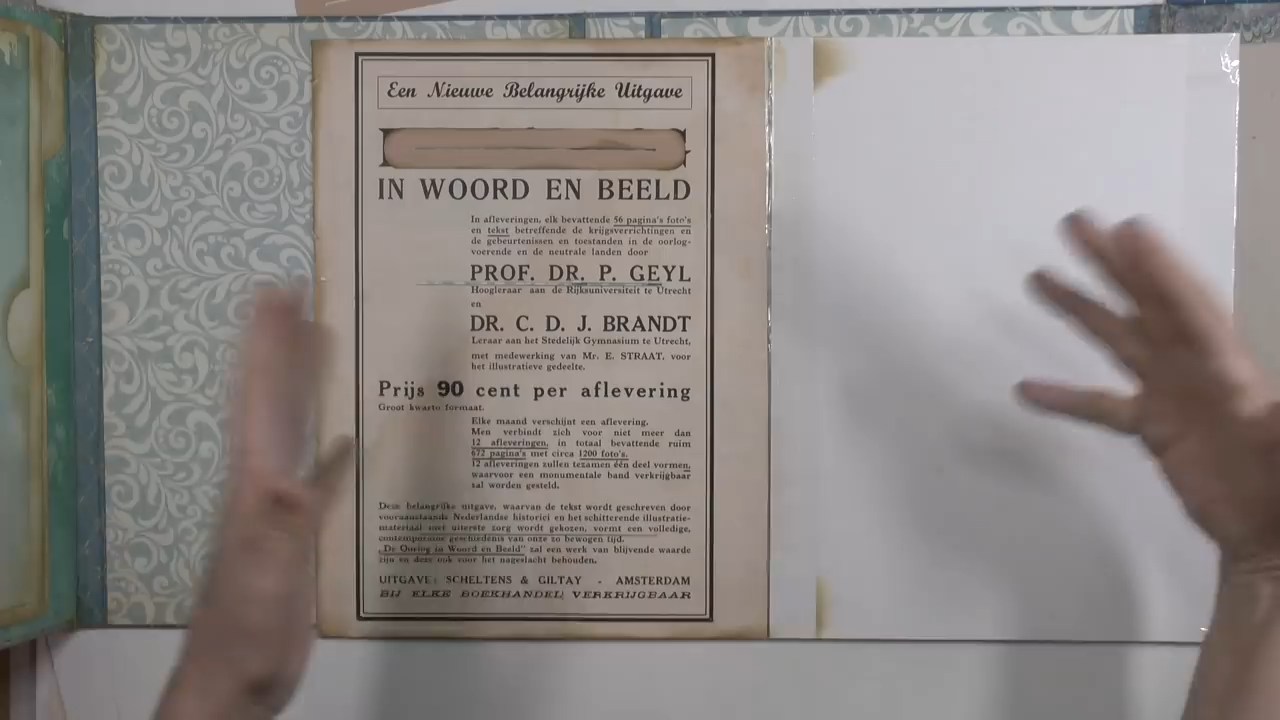 Een Nieuwe Belangrijke Uitgave
IN WOORD EN BEELD
In afleveringen, elk bevattende 56 pagina's foto's
en tekst betreffende de krijgsverrichtingen en
de gebeurtenissen en toestanden in de oorlog-
voerende en de neutrale landen door
PROF. DR. P. GEYL
Hoogleraar aan de Rijksuniversiteit te Utrecht
en
DR. C. D. J. BRANDT
Leraar aan het Stedelijk Gymnasium te Utrecht,
met medewerking van Mr. E. STRAAT, voor
het illustratieve gedeelte.
Prijs 90 cent per aflevering
Groot kwarto formaat.
Elke maand verschijnt een aflevering.
Men verbindt zich voor niet meer dan
12 afleveringen, in totaal bevattende ruim
672 pagina's met circa 1200 foto's.
12 afleveringen zullen tezamen één deel vormen,
waarvoor een monumentale band verkrijgbaar
zal worden gesteld.
Deze belangrijke uitgave, waarvan de tekst wordt geschreven door
vooraanstaande Nederlandse historici en het schitterende illustratie-
materiaal met uiterste zorg wordt gekozen, vormt een volledige,
contemporaine geschiedenis van onze zo bewogen tijd.
„De Oorlog in Woord en Beeld" zal een werk van blijvende waarde
zijn en deze ook voor het nageslacht behouden.
UITGAVE: SCHELTENS & GILTAY - AMSTERDAM
BIJ ELKE BOEKHANDEL VERKRIJGBAAR